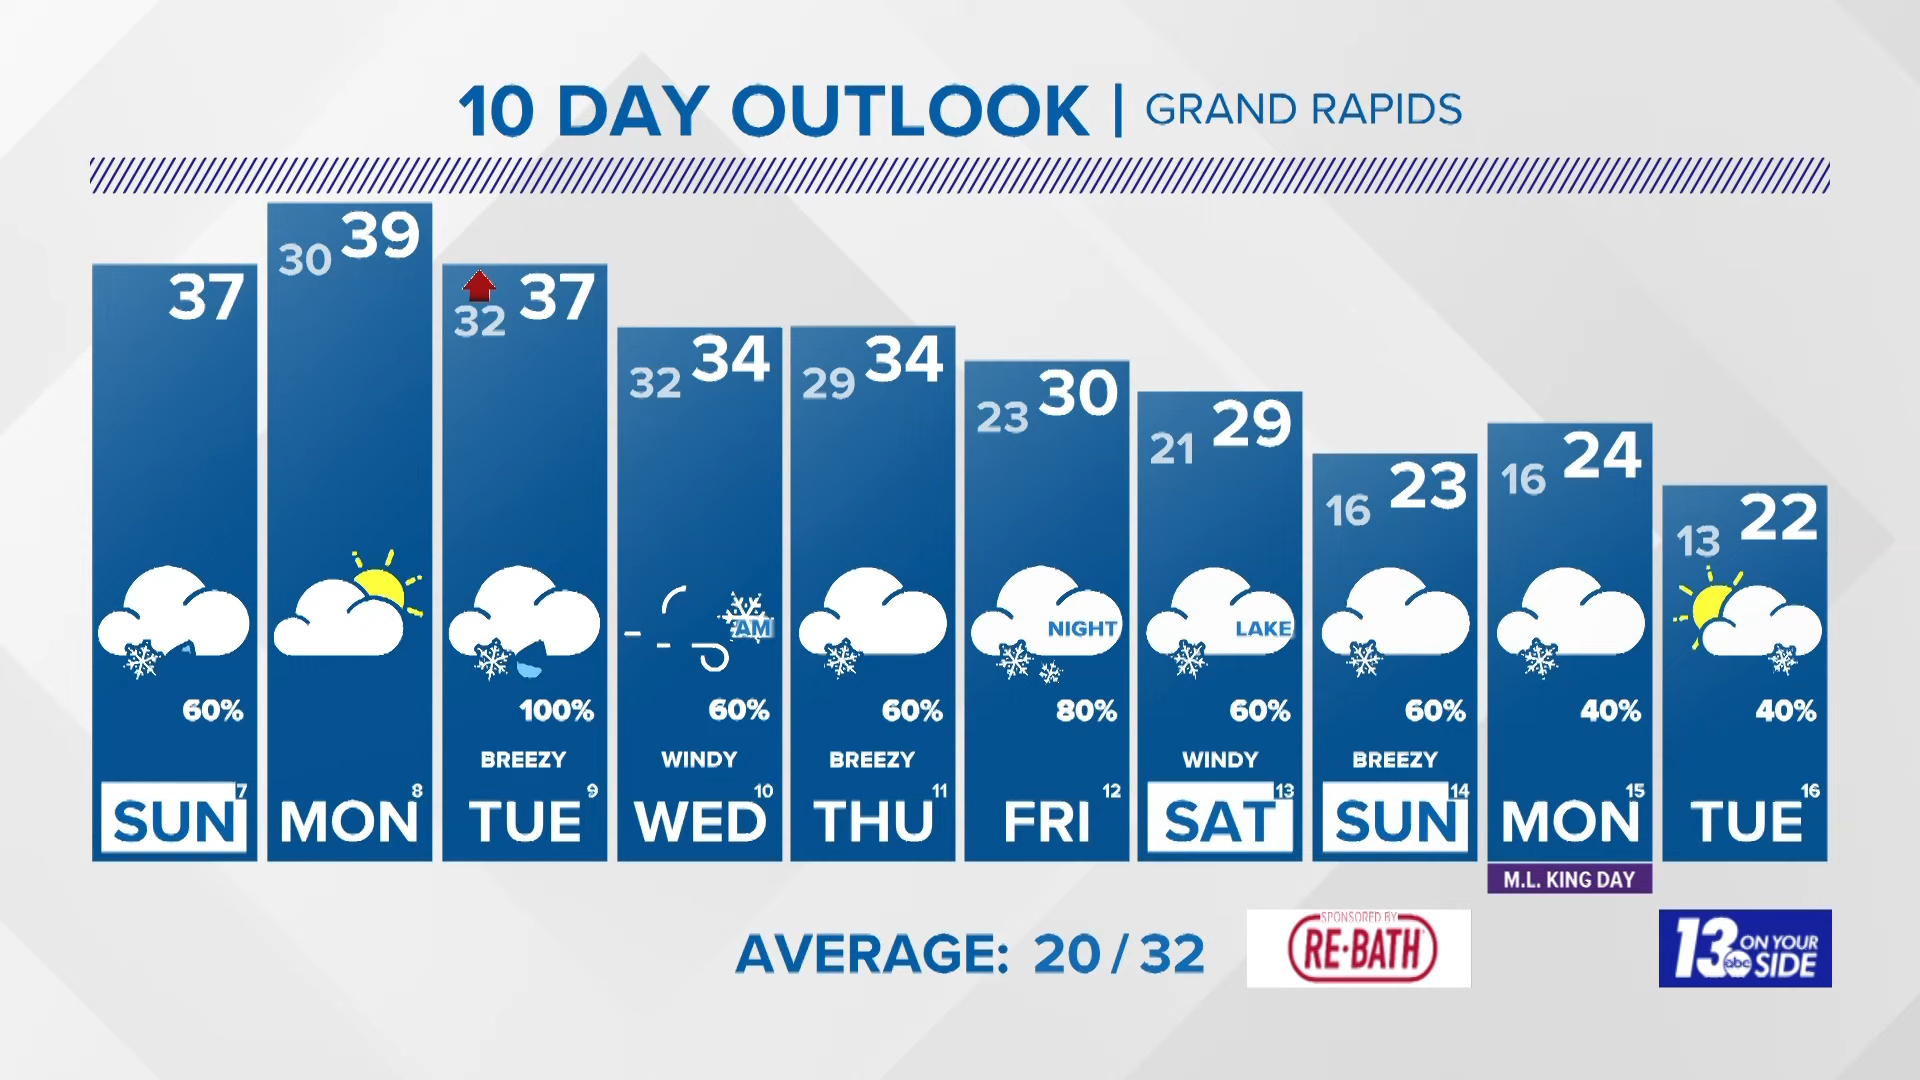 10 DAY OUTLOOK | GRAND RAPIDS
37
30 39
32 37
32 34
29 34
23 30
21 29
16 23
16 24
13 22
AM
NIGHT
LAKE
60%
100%
60%
60%
80%
60%
60%
40%
40%
BREEZY
WINDY
BREEZY
WINDY
BREEZY
SUN 7
MON 8
TUE 9
WED 10
THU 11
FRI 12
SAT 13
SUN 14
MON 15
TUE 16
M.L. KING DAY
AVERAGE: 20 / 32
SPONSORED BY
RE·BATH
13 abc ON YOUR
SIDE